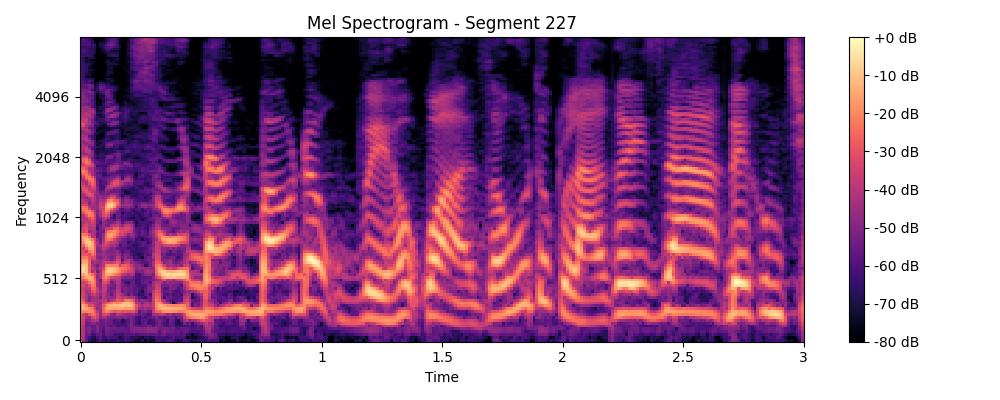 Mel Spectrogram - Segment 227
Frequency
4096
2048
1024
512
0
0
0.5
1
1.5
2
2.5
3
Time
+0 dB
-10 dB
-20 dB
-30 dB
-40 dB
-50 dB
-60 dB
-70 dB
-80 dB